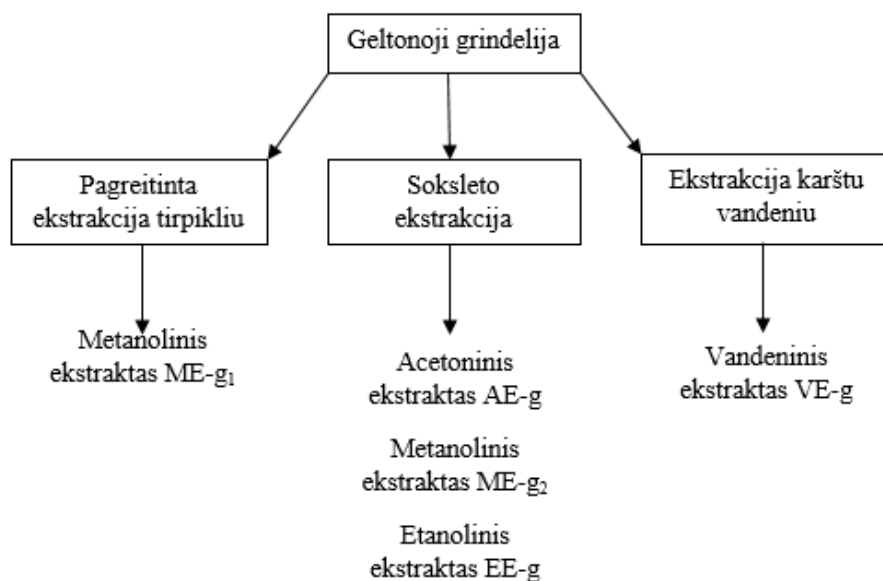 Geltonoji grindelija
Pagreitinta
ekstrakcija tirpikliu
Soksleto
ekstrakcija
Ekstrakcija karštu
vandeniu
Metanolinis
ekstraktas ME-g₁
Acetoninis
ekstraktas AE-g
Metanolinis
ekstraktas ME-g₂
Etanolinis
ekstraktas EE-g
Vandeninis
ekstraktas VE-g